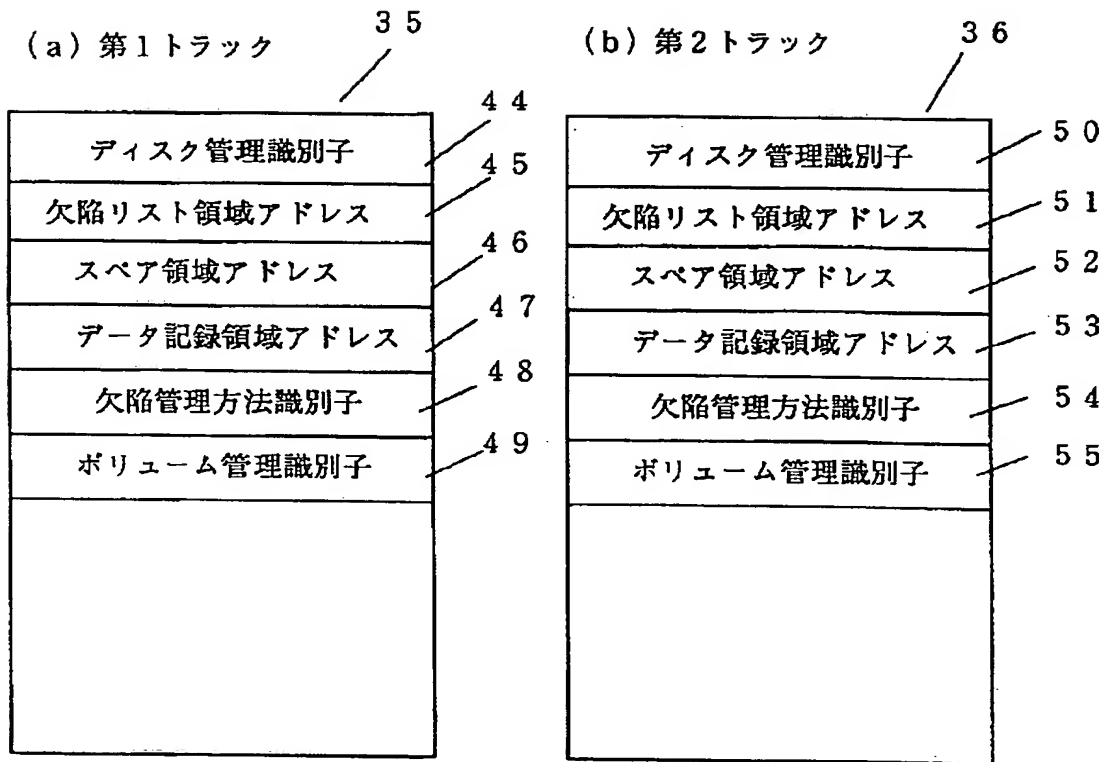 (a) 第1トラック
35
ディスク管理識別子
44
欠陥リスト領域アドレス
45
スペア領域アドレス
46
データ記録領域アドレス
47
欠陥管理方法識別子
48
ボリューム管理識別子
49
(b) 第2トラック
36
ディスク管理識別子
50
欠陥リスト領域アドレス
51
スペア領域アドレス
52
データ記録領域アドレス
53
欠陥管理方法識別子
54
ボリューム管理識別子
55